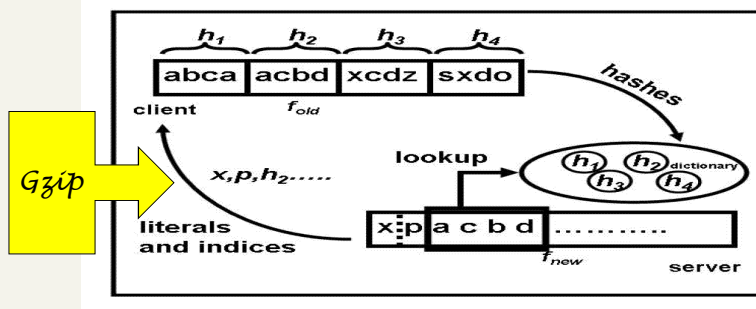 h1 h2 h3 h4
abca acbd xcdz sxdo
hashes
client
fold
Gzip
lookup
h1 h2 dictionary
h3 h4
x,p,h2.....
literals
and indices
x p a c b d ...........
fnew
server